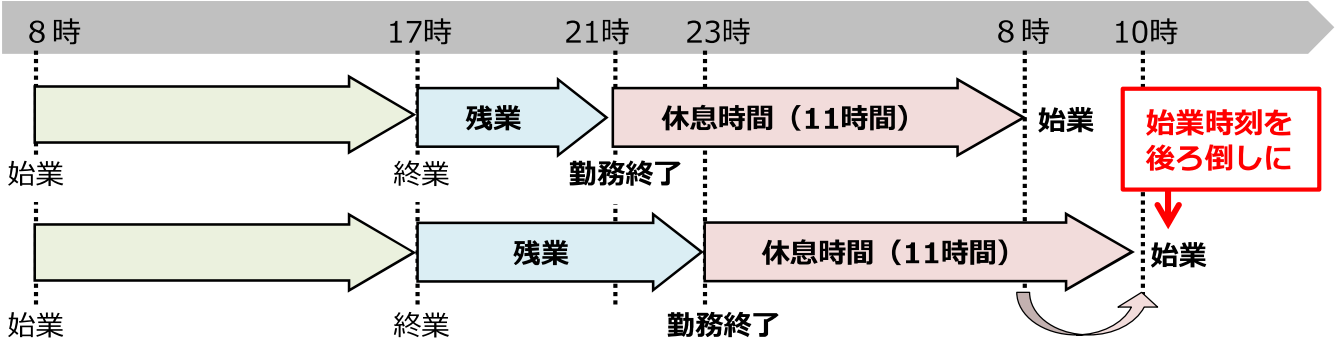 8時 17時 21時 23時 8時 10時
残業 休息時間（11時間） 始業
始業時刻を
後ろ倒しに
始業 終業 勤務終了
残業 休息時間（11時間） 始業
始業 終業 勤務終了